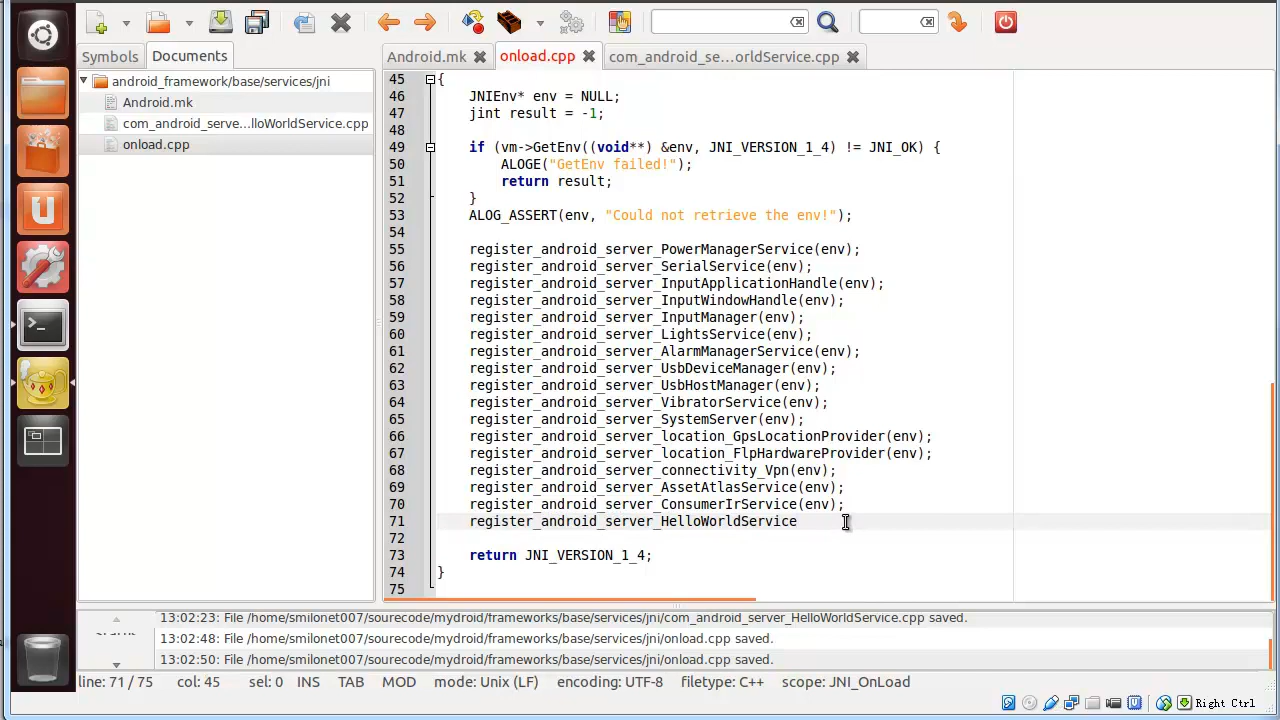 Symbols Documents
Android.mk onload.cpp com_android_se...orldService.cpp
android_framework/base/services/jni
Android.mk
com_android_serve...lloWorldService.cpp
onload.cpp
45 {
46 JNIEnv* env = NULL;
47 jint result = -1;
48
49 if (vm->GetEnv((void**) &env, JNI_VERSION_1_4) != JNI_OK) {
50 ALOGE("GetEnv failed!");
51 return result;
52 }
53 ALOG_ASSERT(env, "Could not retrieve the env!");
54
55 register_android_server_PowerManagerService(env);
56 register_android_server_SerialService(env);
57 register_android_server_InputApplicationHandle(env);
58 register_android_server_InputWindowHandle(env);
59 register_android_server_InputManager(env);
60 register_android_server_LightsService(env);
61 register_android_server_AlarmManagerService(env);
62 register_android_server_UsbDeviceManager(env);
63 register_android_server_UsbHostManager(env);
64 register_android_server_VibratorService(env);
65 register_android_server_SystemServer(env);
66 register_android_server_location_GpsLocationProvider(env);
67 register_android_server_location_FlpHardwareProvider(env);
68 register_android_server_connectivity_Vpn(env);
69 register_android_server_AssetAtlasService(env);
70 register_android_server_ConsumerIrService(env);
71 register_android_server_HelloWorldService
72
73 return JNI_VERSION_1_4;
74 }
75
13:02:23: File /home/smilonet007/sourecode/mydroid/frameworks/base/services/jni/com_android_server_HelloWorldService.cpp saved.
13:02:48: File /home/smilonet007/sourecode/mydroid/frameworks/base/services/jni/onload.cpp saved.
13:02:50: File /home/smilonet007/sourecode/mydroid/frameworks/base/services/jni/onload.cpp saved.
line: 71 / 75 col: 45 sel: 0 INS TAB MOD mode: Unix (LF) encoding: UTF-8 filetype: C++ scope: JNI_OnLoad
Right Ctrl